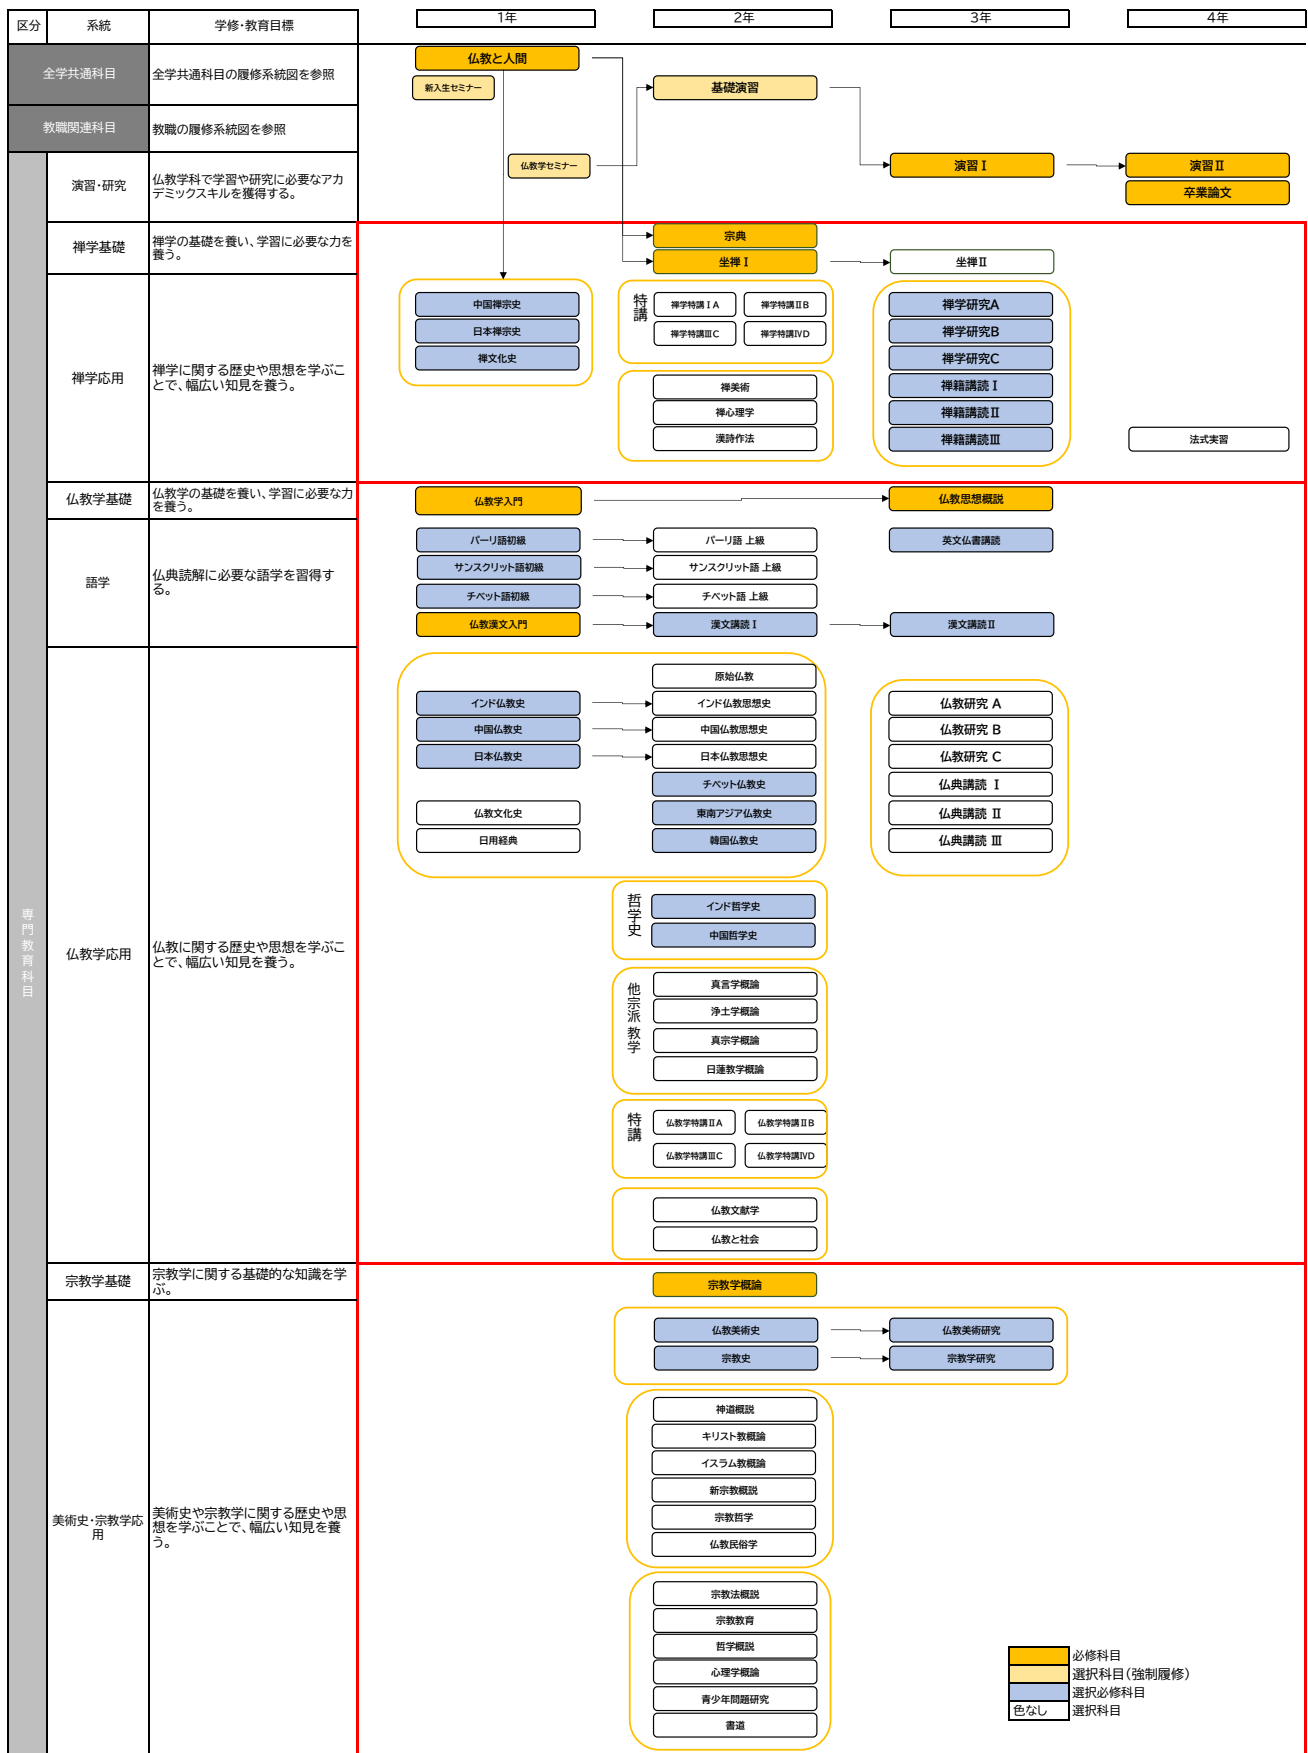 区分 系統 学修・教育目標 1年 2年 3年 4年
全学共通科目 全学共通科目の履修系統図を参照
仏教と人間
新入生セミナー 基礎演習
教職関連科目 教職の履修系統図を参照
専門教育科目
演習・研究 仏教学科で学習や研究に必要なアカ
デミックスキルを獲得する。
仏教学セミナー 演習Ⅰ 演習Ⅱ
卒業論文
禅学基礎 禅学の基礎を養い、学習に必要な力を
養う。
宗典
坐禅Ⅰ 坐禅Ⅱ
禅学応用 禅学に関する歴史や思想を学ぶこ
とで、幅広い知見を養う。
中国禅宗史
日本禅宗史
禅文化史
特講
禅学特講ⅠA 禅学特講ⅡB
禅学特講ⅢC 禅学特講ⅣD
禅美術
禅心理学
漢詩作法
禅学研究A
禅学研究B
禅学研究C
禅籍講読Ⅰ
禅籍講読Ⅱ
禅籍講読Ⅲ
法式実習
仏教学基礎 仏教学の基礎を養い、学習に必要な力
を養う。
仏教学入門 仏教思想概説
語学 仏典読解に必要な語学を習得す
る。
パーリ語初級 パーリ語 上級 英文仏書講読
サンスクリット語初級 サンスクリット語 上級
チベット語初級 チベット語 上級
仏教漢文入門 漢文講読Ⅰ 漢文講読Ⅱ
仏教学応用 仏教に関する歴史や思想を学ぶこ
とで、幅広い知見を養う。
原始仏教
インド仏教史 インド仏教思想史 仏教研究 A
中国仏教史 中国仏教思想史 仏教研究 B
日本仏教史 日本仏教思想史 仏教研究 C
チベット仏教史 仏典講読 Ⅰ
仏教文化史 東南アジア仏教史 仏典講読 Ⅱ
日用経典 韓国仏教史 仏典講読 Ⅲ
哲学史
インド哲学史
中国哲学史
他宗派教学
真言学概論
浄土学概論
真宗学概論
日蓮教学概論
特講
仏教学特講ⅡA 仏教学特講ⅡB
仏教学特講ⅢC 仏教学特講ⅣD
仏教文献学
仏教と社会
宗教学基礎 宗教学に関する基礎的な知識を学
ぶ。
宗教学概論
美術史・宗教学応
用
美術史や宗教学に関する歴史や思
想を学ぶことで、幅広い知見を養
う。
仏教美術史 仏教美術研究
宗教史 宗教学研究
神道概説
キリスト教概論
イスラム教概論
新宗教概説
宗教哲学
仏教民俗学
宗教法概説
宗教教育
哲学概説
心理学概論
青少年問題研究
書道
必修科目
選択科目(強制履修)
選択必修科目
色なし 選択科目